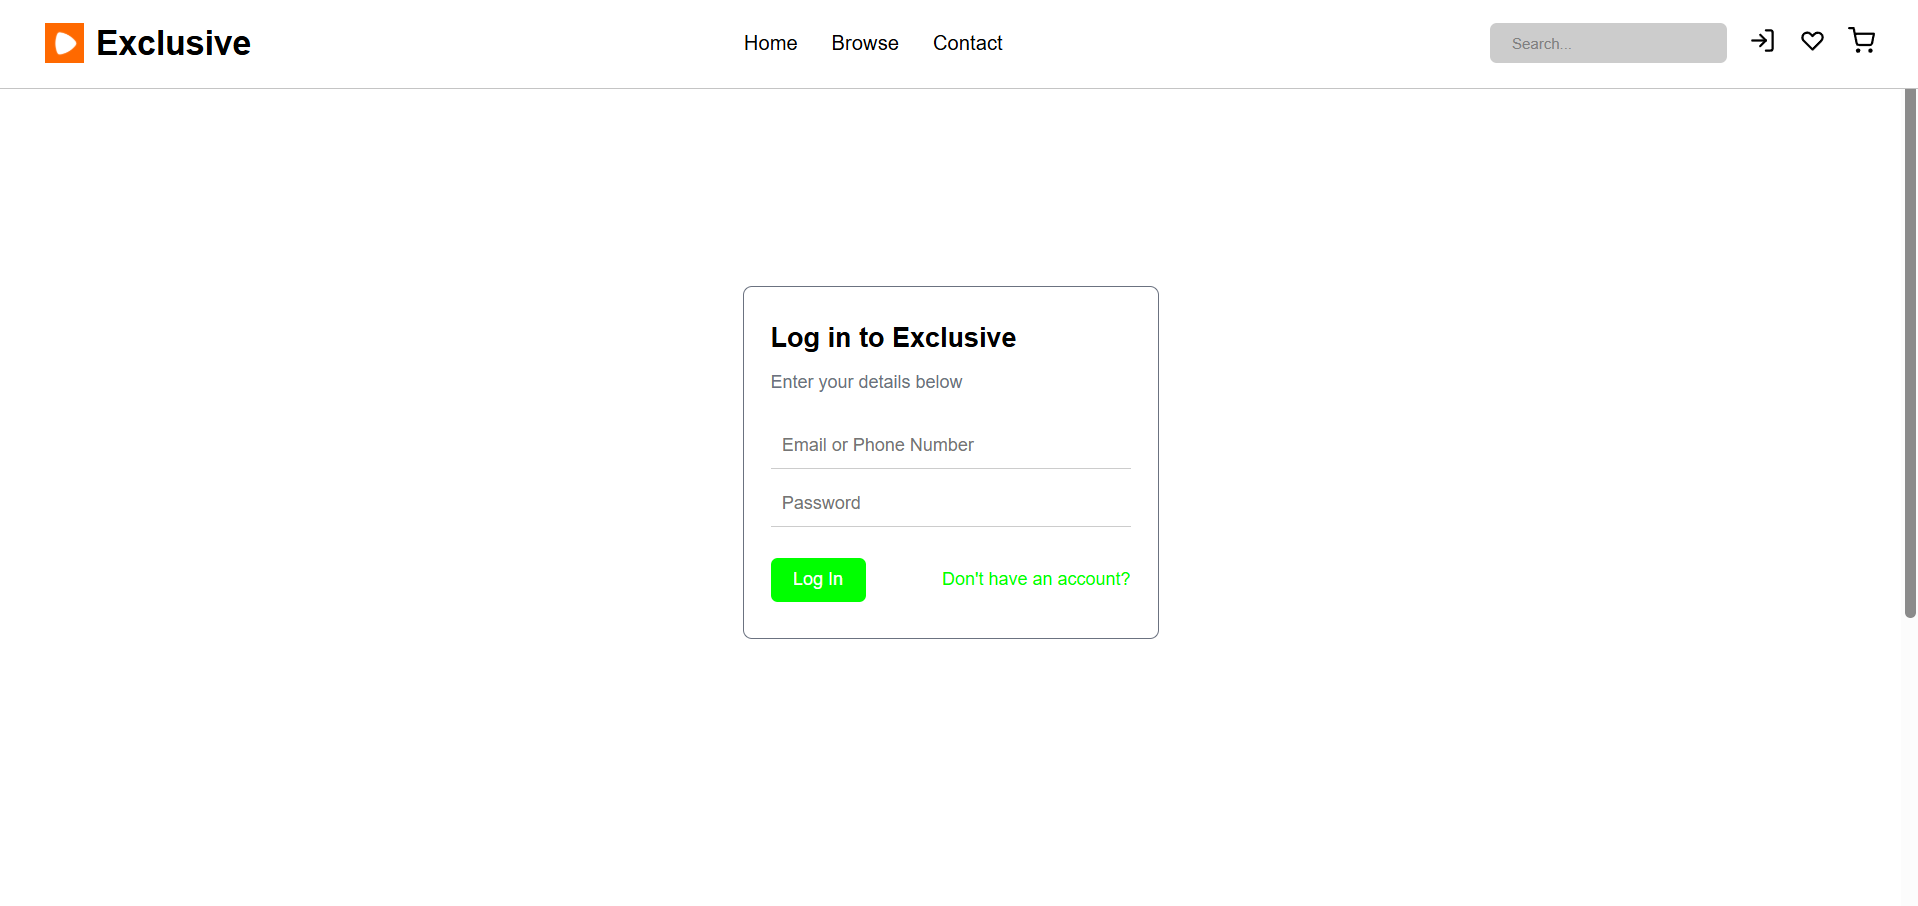 Exclusive
Home Browse Contact
Search...
Log in to Exclusive
Enter your details below
Email or Phone Number
Password
Log In
Don't have an account?